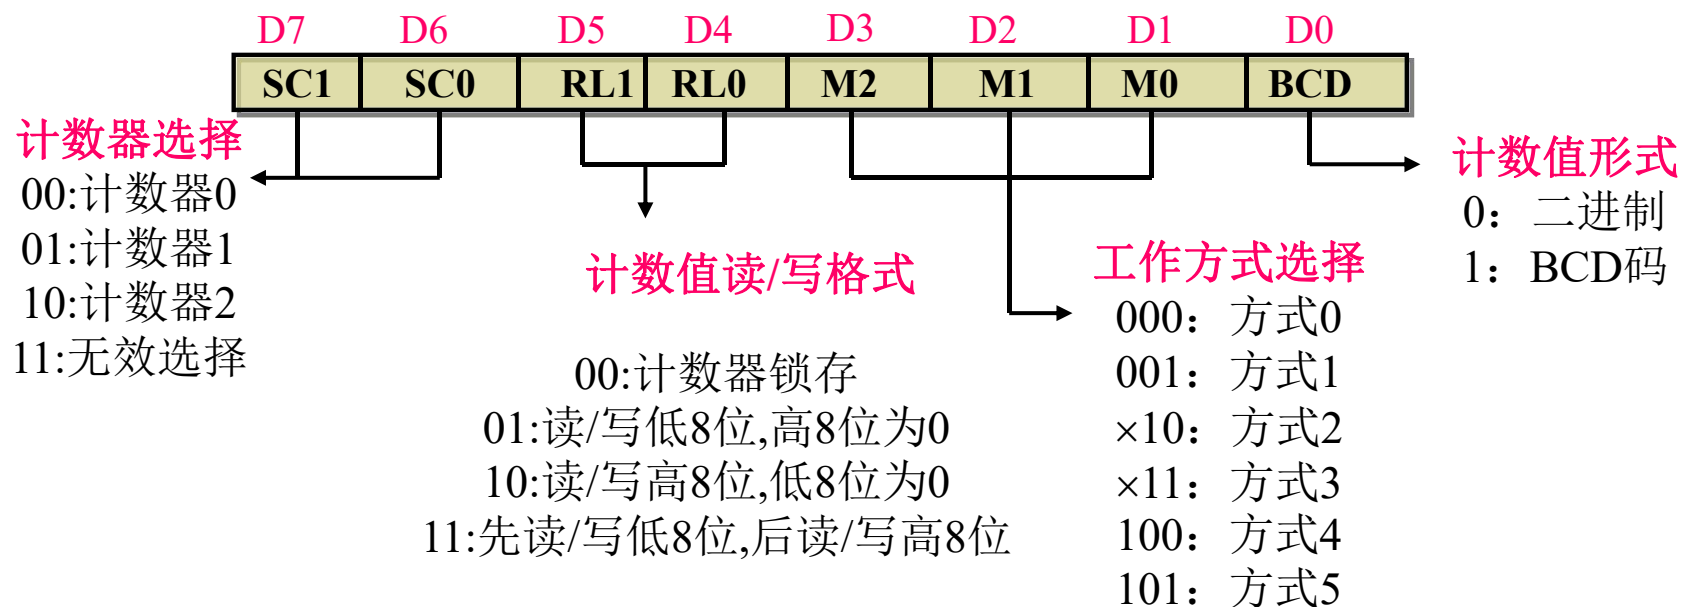 D7 D6 D5 D4 D3 D2 D1 D0
SC1 SC0 RL1 RL0 M2 M1 M0 BCD
计数器选择
00:计数器0
01:计数器1
10:计数器2
11:无效选择
计数值读/写格式
00:计数器锁存
01:读/写低8位,高8位为0
10:读/写高8位,低8位为0
11:先读/写低8位,后读/写高8位
工作方式选择
000：方式0
001：方式1
×10：方式2
×11：方式3
100：方式4
101：方式5
计数值形式
0：二进制
1：BCD码